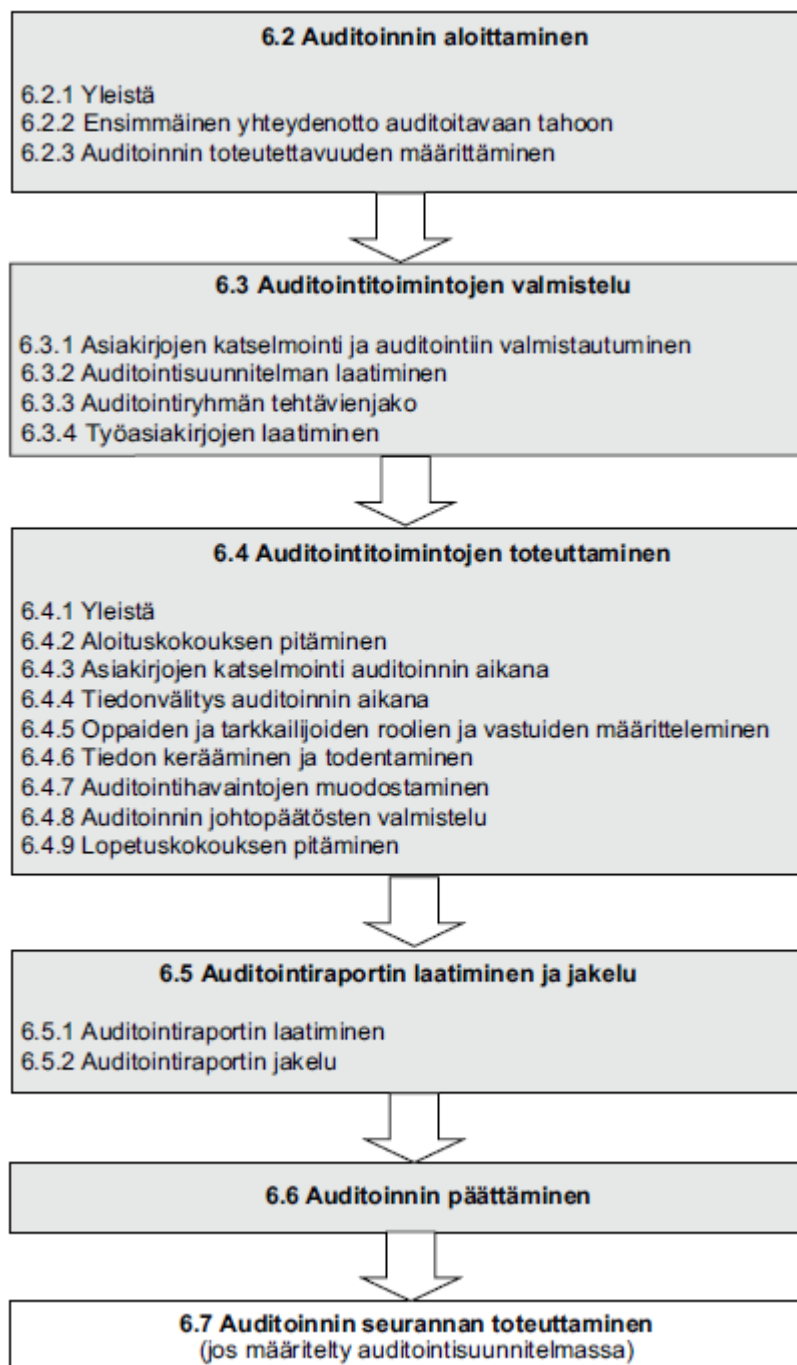 6.2 Auditoinnin aloittaminen
6.2.1 Yleistä
6.2.2 Ensimmäinen yhteydenotto auditoitavaan tahoon
6.2.3 Auditoinnin toteutettavuuden määrittäminen
6.3 Auditointitoimintojen valmistelu
6.3.1 Asiakirjojen katselmointi ja auditointiin valmistautuminen
6.3.2 Auditointisuunnitelman laatiminen
6.3.3 Auditointiryhmän tehtävienjako
6.3.4 Työasiakirjojen laatiminen
6.4 Auditointitoimintojen toteuttaminen
6.4.1 Yleistä
6.4.2 Aloituskokouksen pitäminen
6.4.3 Asiakirjojen katselmointi auditoinnin aikana
6.4.4 Tiedonvälitys auditoinnin aikana
6.4.5 Oppaiden ja tarkkailijoiden roolien ja vastuiden määritteleminen
6.4.6 Tiedon kerääminen ja todentaminen
6.4.7 Auditointihavaintojen muodostaminen
6.4.8 Auditoinnin johtopäätösten valmistelu
6.4.9 Lopetuskokouksen pitäminen
6.5 Auditointiraportin laatiminen ja jakelu
6.5.1 Auditointiraportin laatiminen
6.5.2 Auditointiraportin jakelu
6.6 Auditoinnin päättäminen
6.7 Auditoinnin seurannan toteuttaminen
(jos määritelty auditointisuunnitelmassa)